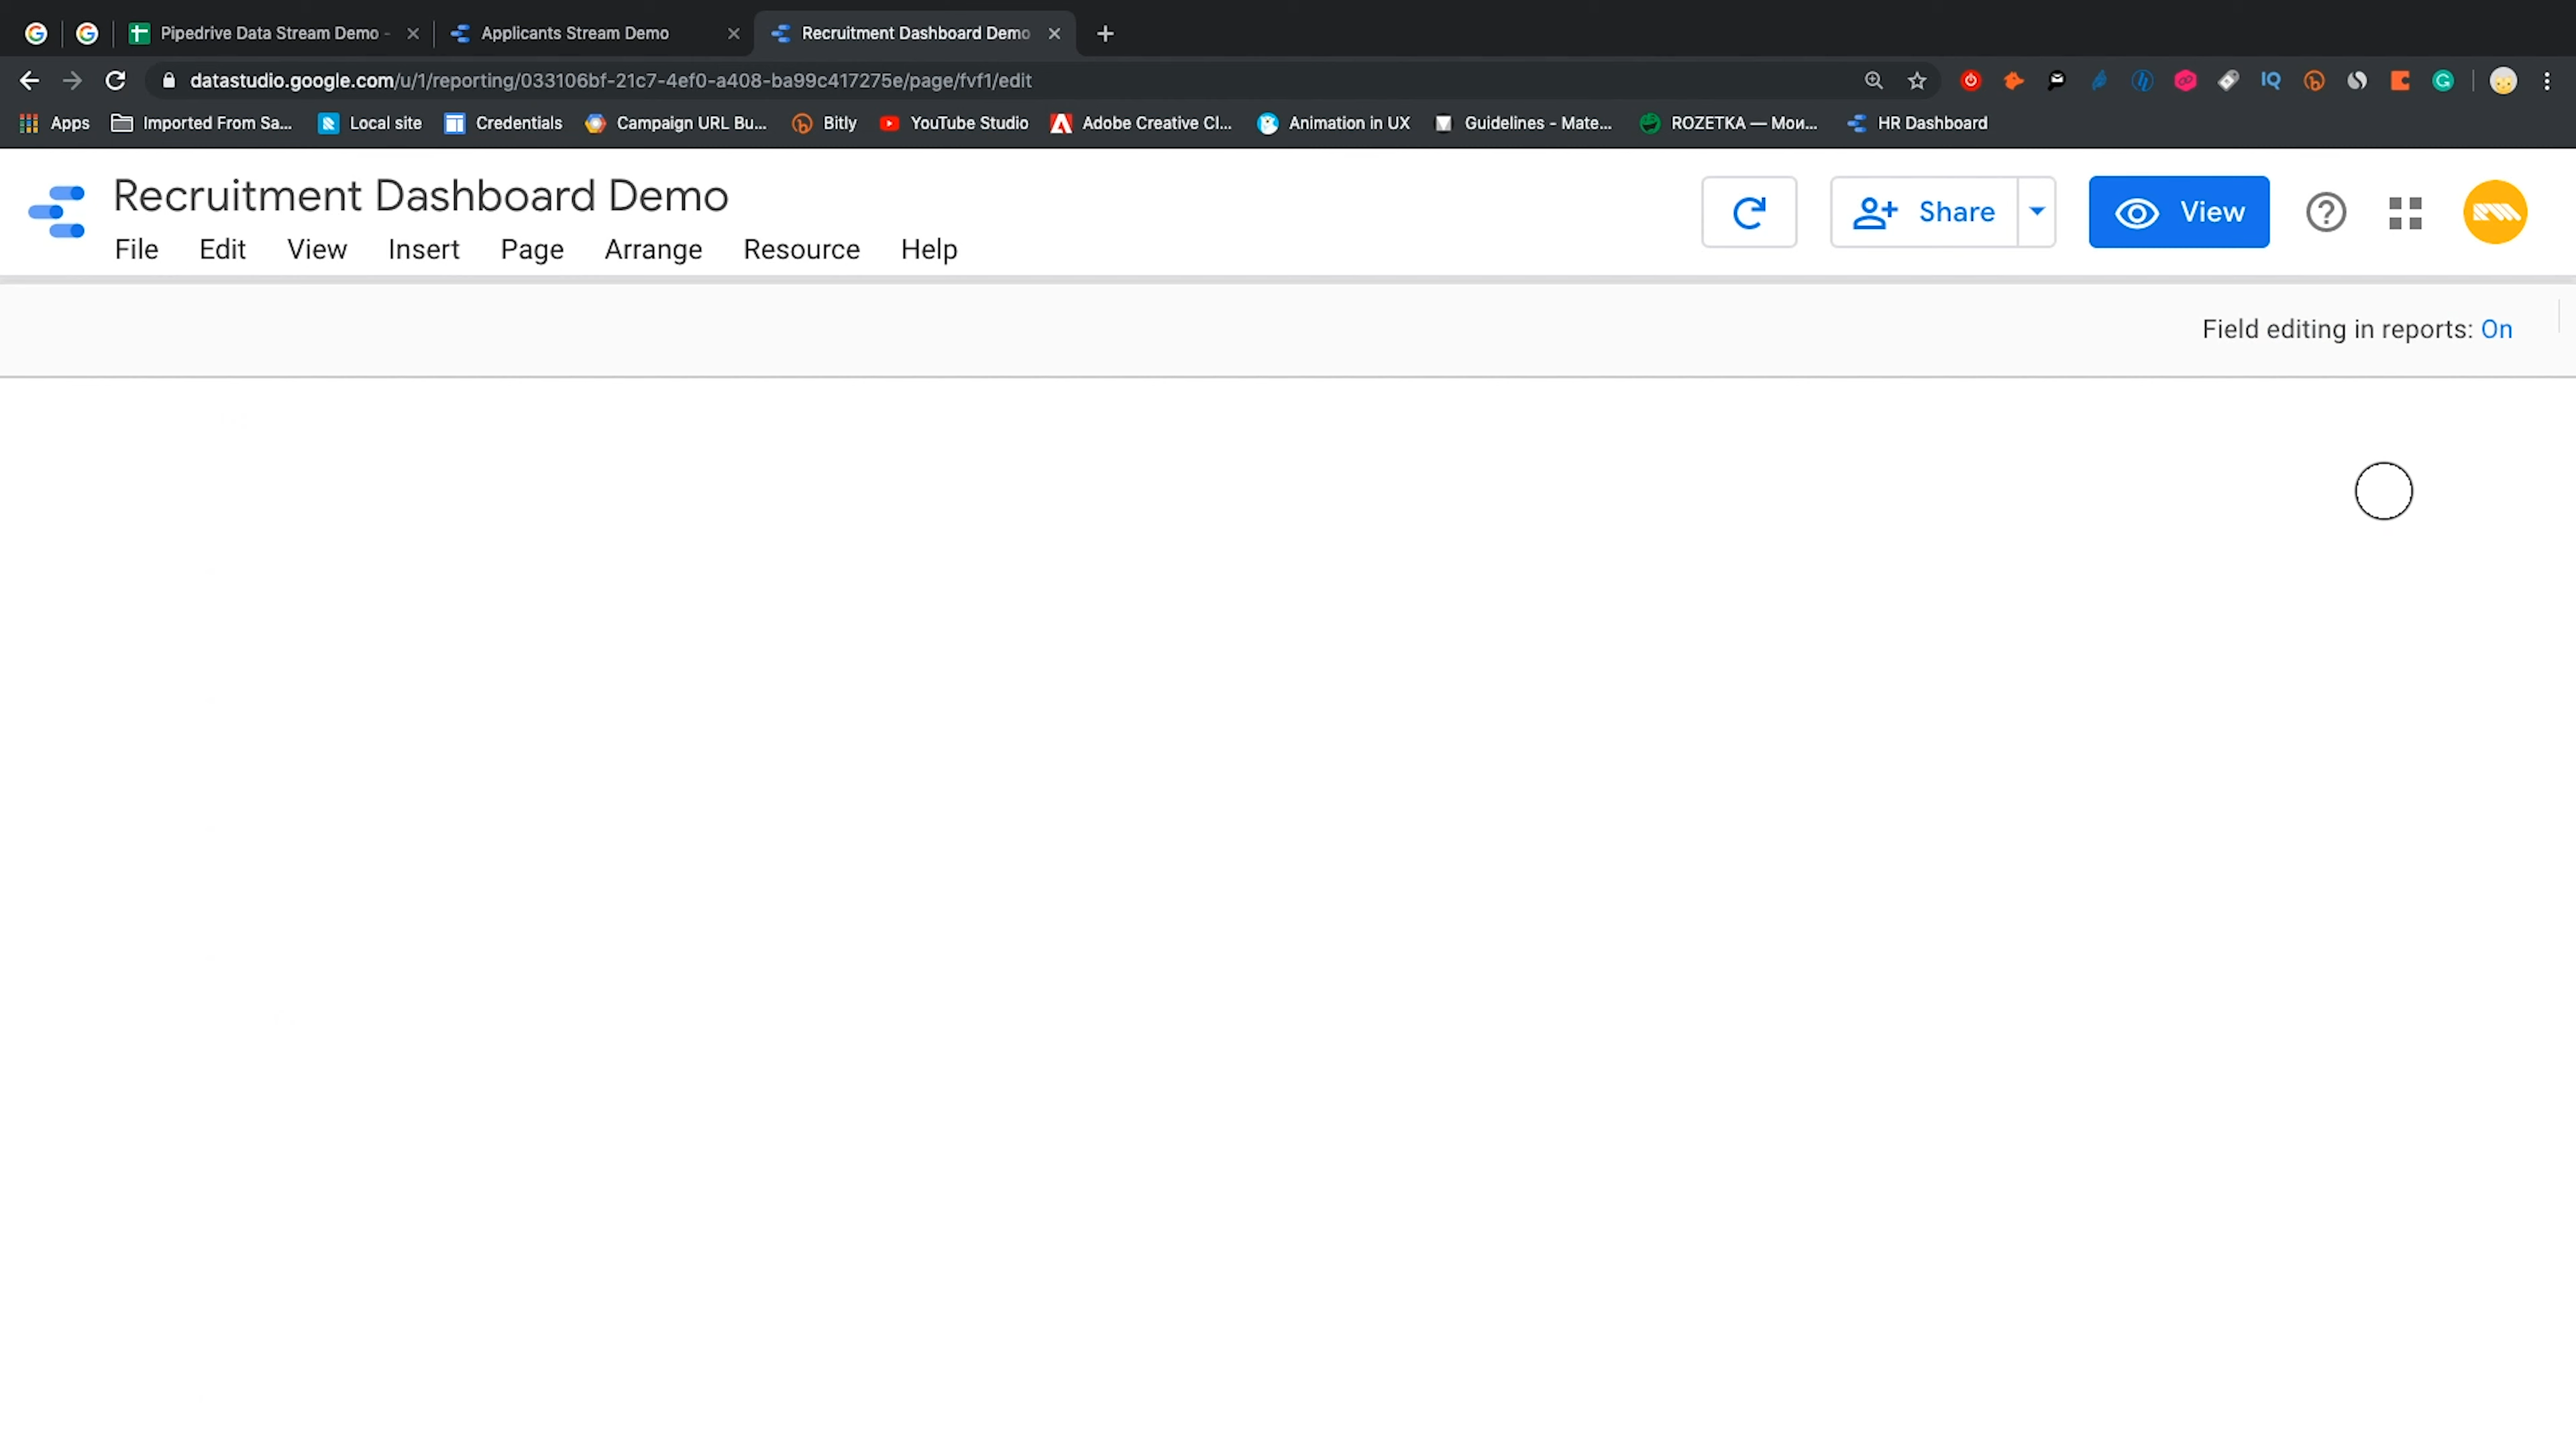 Pipedrive Data Stream Demo -
Applicants Stream Demo
Recruitment Dashboard Demo
datastudio.google.com/u/1/reporting/033106bf-21c7-4ef0-a408-ba99c417275e/page/fvf1/edit
Apps
Imported From Sa...
Local site
Credentials
Campaign URL Bu...
Bitly
YouTube Studio
Adobe Creative Cl...
Animation in UX
Guidelines - Mate...
ROZETKA — Мои...
HR Dashboard
Recruitment Dashboard Demo
File Edit View Insert Page Arrange Resource Help
Share
View
Field editing in reports: On